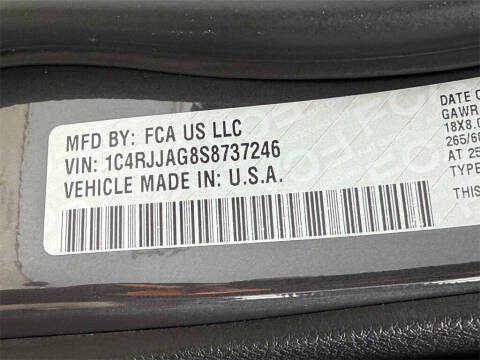 MFD BY: FCA US LLC
VIN: 1C4RJJAG8S8737246
VEHICLE MADE IN: U.S.A.
DATE O
GAWR
18X8.0
265/60
AT 25
TYPE
THIS